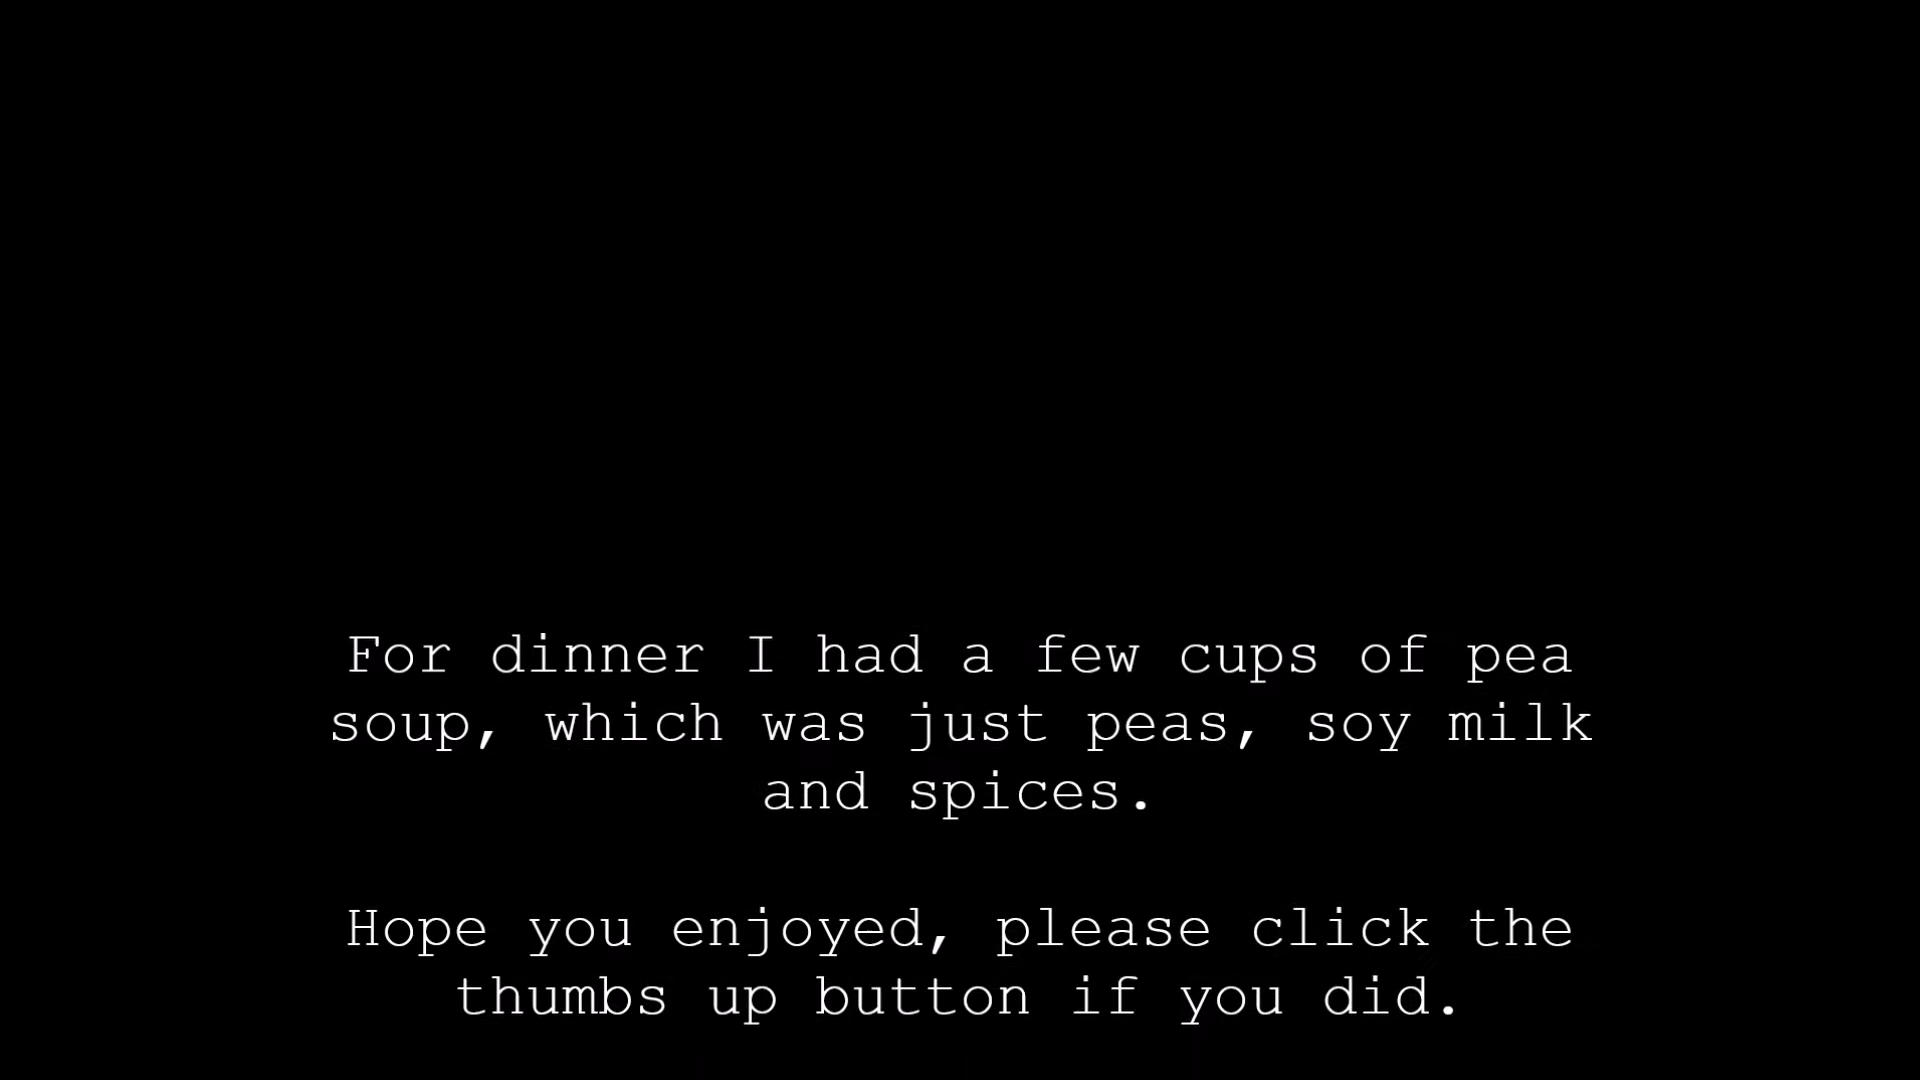 For dinner I had a few cups of pea
soup, which was just peas, soy milk
and spices.
Hope you enjoyed, please click the
thumbs up button if you did.